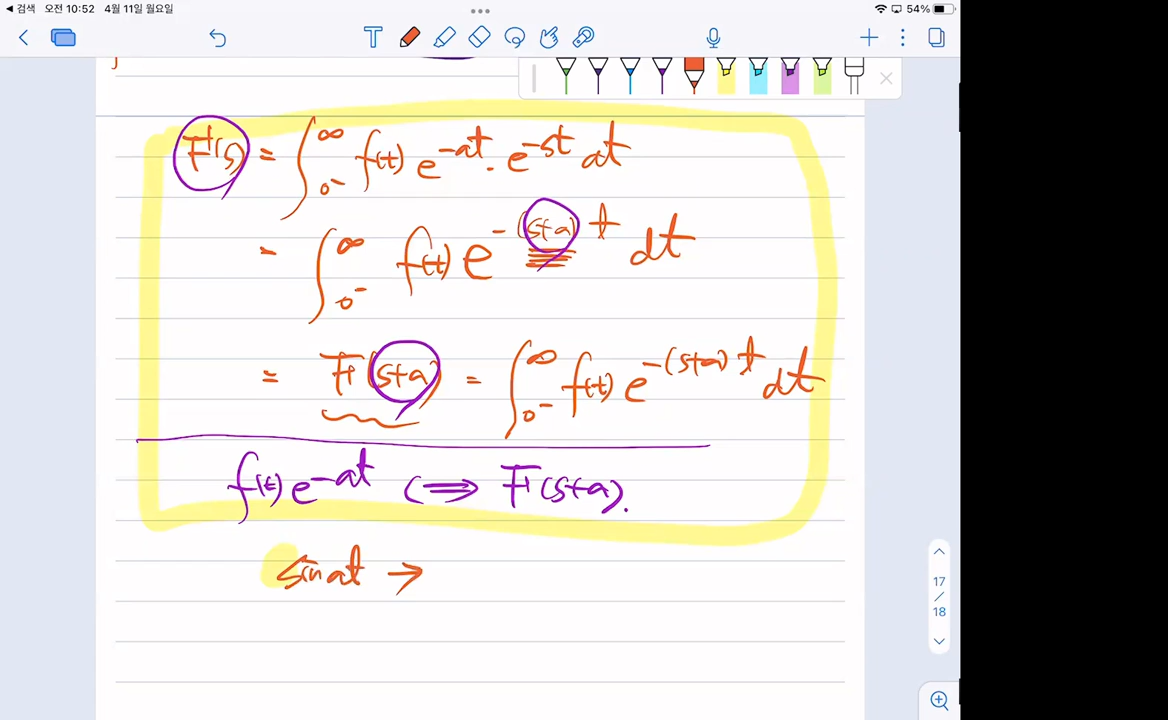 검색 오전 10:52 4월 11일 월요일 54%
F(s) = ∫₀₋^∞ f(t) e^-at · e^-st dt
= ∫₀₋^∞ f(t) e^-(s+a)t dt
= F(s+a) = ∫₀₋^∞ f(t) e^-(s+a)t dt
f(t) e^-at ⟺ F(s+a).
sin at →
17
/
18